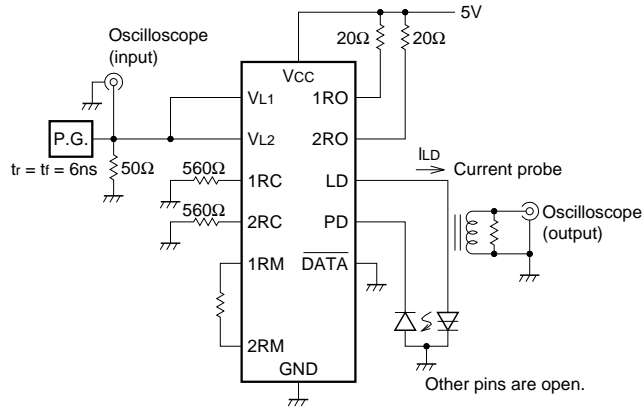 Oscilloscope
(input)
5V
20Ω 20Ω
VCC
VL1
1RO
P.G.
VL2
2RO
tr = tf = 6ns
50Ω
560Ω
1RC
LD
ILD
Current probe
560Ω
2RC
PD
Oscilloscope
(output)
1RM
DATA
2RM
GND
Other pins are open.